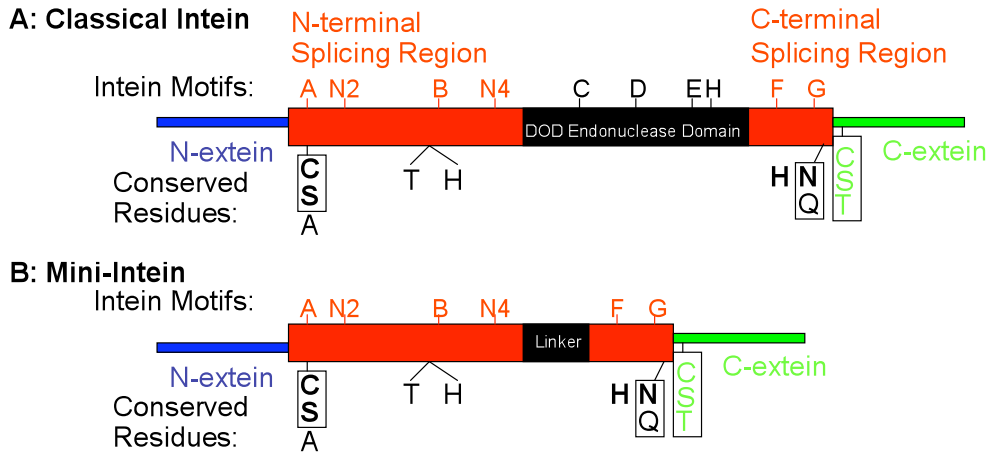 A: Classical Intein
N-terminal
Splicing Region
C-terminal
Splicing Region
Intein Motifs:
A N2 B N4 C D E H F G
DOD Endonuclease Domain
N-extein
C-extein
Conserved
Residues:
C
S
A
T H
H
N
Q
C
S
T
B: Mini-Intein
Intein Motifs:
A N2 B N4 F G
Linker
N-extein
C-extein
Conserved
Residues:
C
S
A
T H
H
N
Q
C
S
T